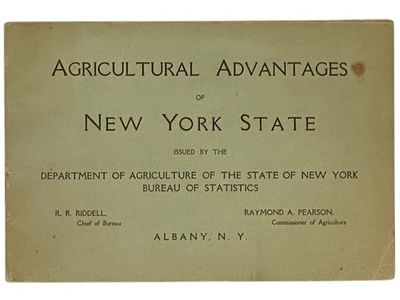 AGRICULTURAL ADVANTAGES
OF
NEW YORK STATE
ISSUED BY THE
DEPARTMENT OF AGRICULTURE OF THE STATE OF NEW YORK
BUREAU OF STATISTICS
R. R. RIDDELL, RAYMOND A. PEARSON,
Chief of Bureau Commissioner of Agriculture
ALBANY, N. Y.